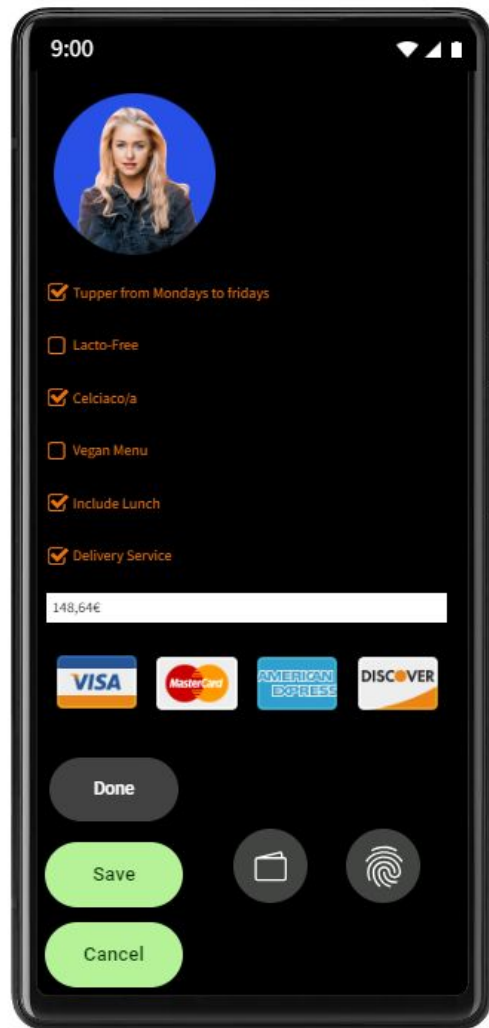 9:00
Tupper from Mondays to fridays
Lacto-Free
Celciaco/a
Vegan Menu
Include Lunch
Delivery Service
148,64€
VISA MasterCard AMERICAN EXPRESS DISCOVER
Done
Save
Cancel